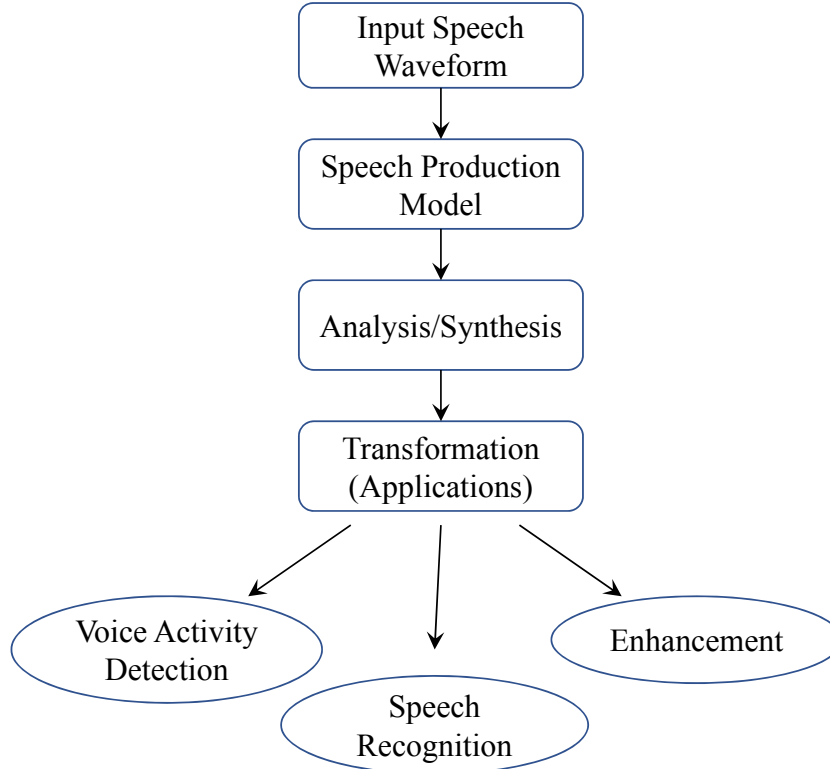 Input Speech
Waveform
Speech Production
Model
Analysis/Synthesis
Transformation
(Applications)
Voice Activity
Detection
Speech
Recognition
Enhancement